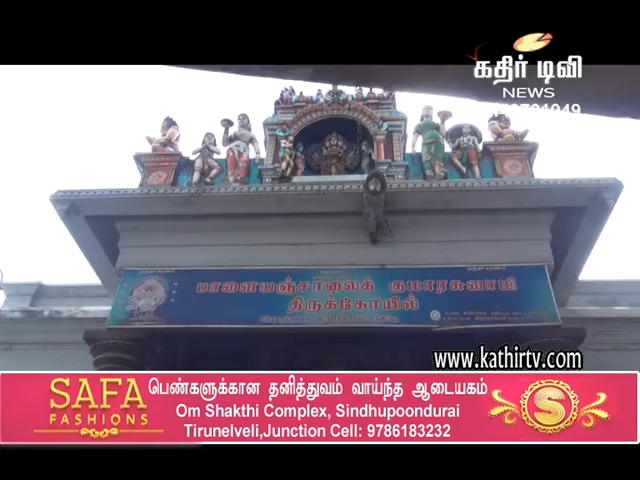 கதிர் டிவி
NEWS
பாளையஞ்சாலைக் குமாரசுவாமி
திருக்கோயில்
www.kathirtv.com
SAFA
FASHIONS
பெண்களுக்கான தனித்துவம் வாய்ந்த ஆடையகம்
Om Shakthi Complex, Sindhupoondurai
Tirunelveli,Junction Cell: 9786183232
S